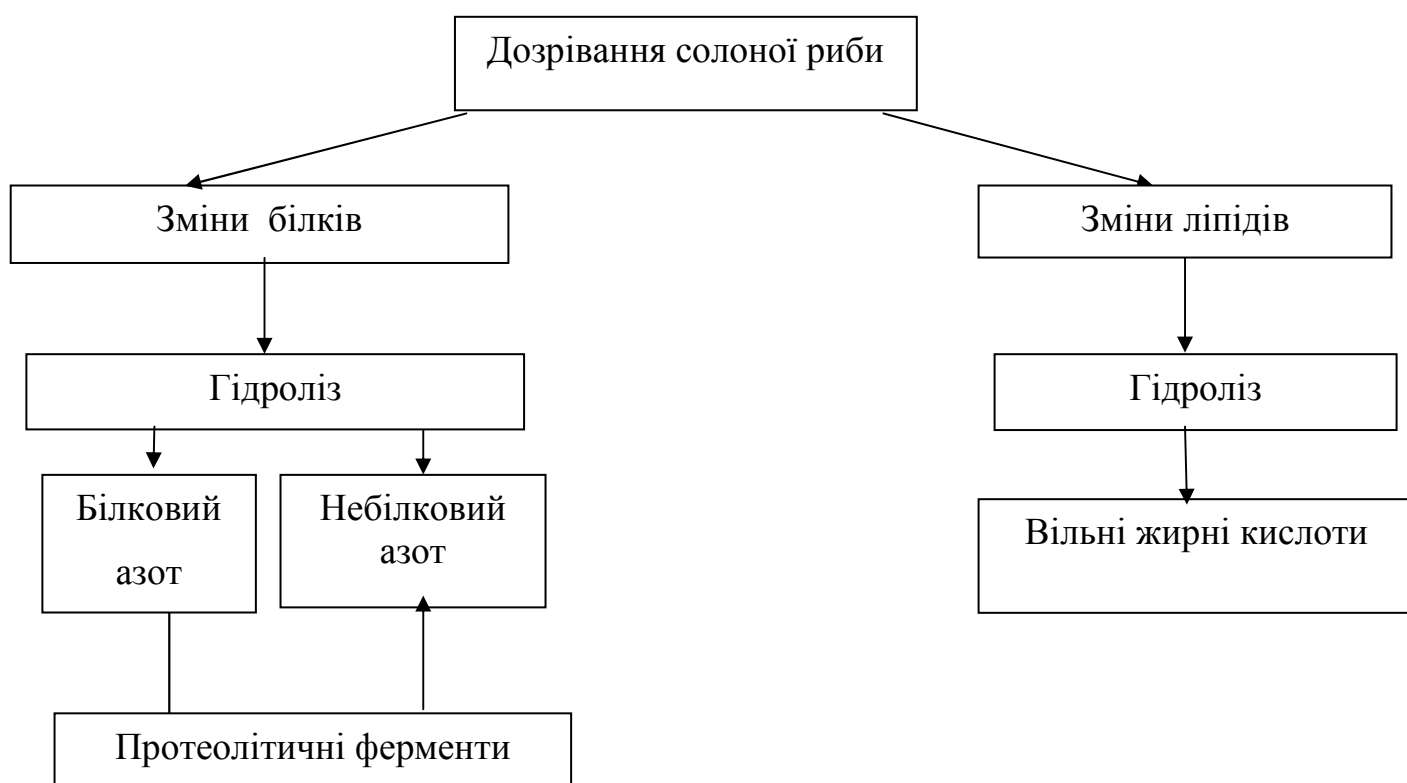 Дозрівання солоної риби
Зміни білків
Зміни ліпідів
Гідроліз
Гідроліз
Білковий
азот
Небілковий
азот
Вільні жирні кислоти
Протеолітичні ферменти